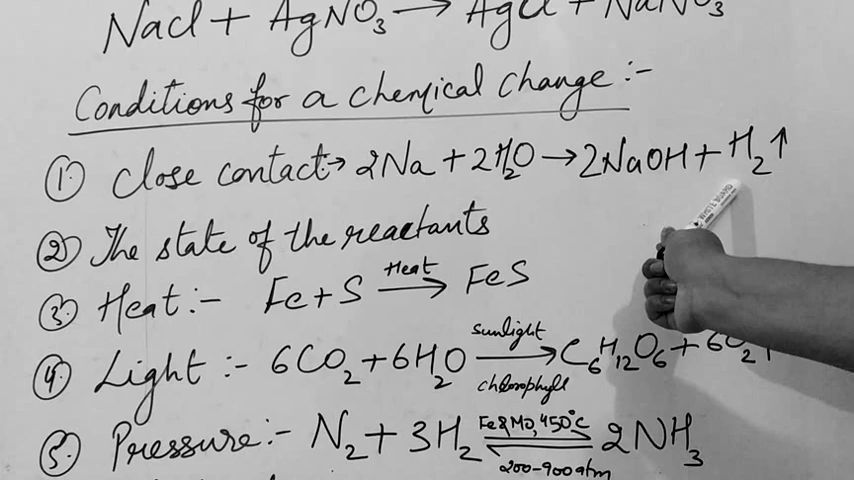 Nacl + AgNO₃ → AgCl + NaNO₃
Conditions for a chemical change :-
① Close contact → 2Na + 2H₂O → 2NaOH + H₂↑
② The state of the reactants
③ Heat :- Fe + S —Heat→ FeS
④ Light :- 6CO₂ + 6H₂O —sunlight / chlorophyll→ C₆H₁₂O₆ + 6O₂↑
⑤ Pressure :- N₂ + 3H₂ ⇌ (Fe & MO, 450°C / 200-900 atm) 2NH₃